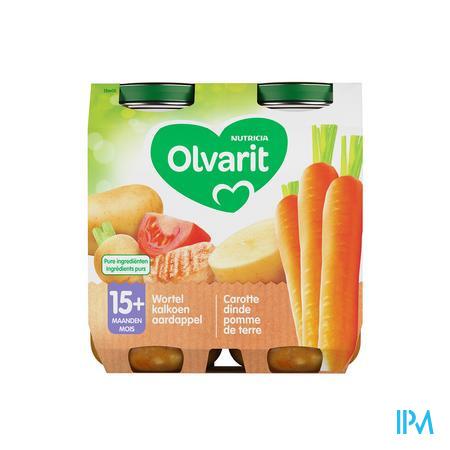 NUTRICIA
Olvarit
Pure ingrediënten
Ingrédients purs
15+
MAANDEN
MOIS
Wortel
kalkoen
aardappel
Carotte
dinde
pomme
de terre
IPM